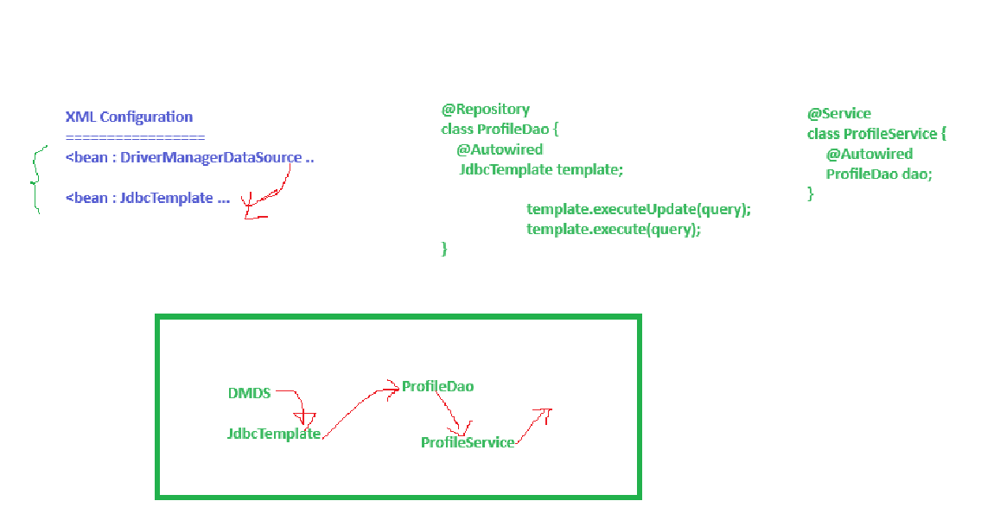 XML Configuration
=================
<bean : DriverManagerDataSource ..
<bean : JdbcTemplate ...
@Repository
class ProfileDao {
@Autowired
JdbcTemplate template;
template.executeUpdate(query);
template.execute(query);
}
@Service
class ProfileService {
@Autowired
ProfileDao dao;
}
DMDS
JdbcTemplate
ProfileDao
ProfileService